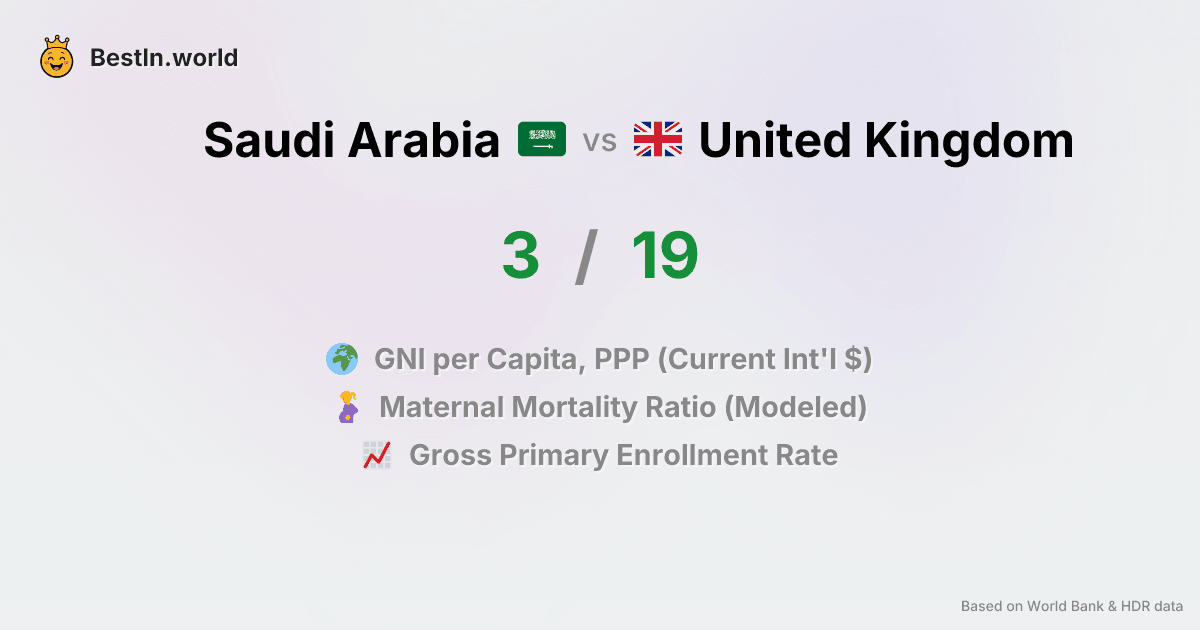 BestIn.world
Saudi Arabia vs United Kingdom
3 / 19
GNI per Capita, PPP (Current Int'l $)
Maternal Mortality Ratio (Modeled)
Gross Primary Enrollment Rate
Based on World Bank & HDR data